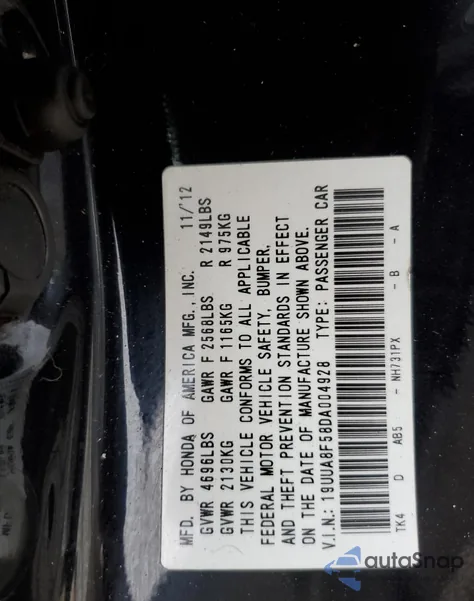 MFD. BY HONDA OF AMERICA MFG., INC. 11/'12
GVWR 4696LBS GAWR F 2568LBS R 2149LBS
GVWR 2130KG GAWR F 1165KG R 975KG
THIS VEHICLE CONFORMS TO ALL APPLICABLE
FEDERAL MOTOR VEHICLE SAFETY, BUMPER,
AND THEFT PREVENTION STANDARDS IN EFFECT
ON THE DATE OF MANUFACTURE SHOWN ABOVE.
V.I.N.: 19UUA8F58DA004928 TYPE: PASSENGER CAR
TK4 D AB5 - NH731PX - B - A
autoSnap